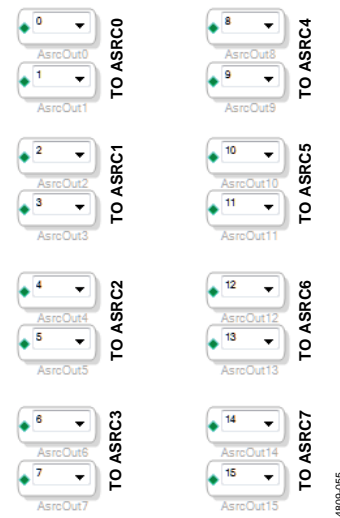 0
AsrcOut0
1
AsrcOut1
TO ASRC0
2
AsrcOut2
3
AsrcOut3
TO ASRC1
4
AsrcOut4
5
AsrcOut5
TO ASRC2
6
AsrcOut6
7
AsrcOut7
TO ASRC3
8
AsrcOut8
9
AsrcOut9
TO ASRC4
10
AsrcOut10
11
AsrcOut11
TO ASRC5
12
AsrcOut12
13
AsrcOut13
TO ASRC6
14
AsrcOut14
15
AsrcOut15
TO ASRC7
4809-055